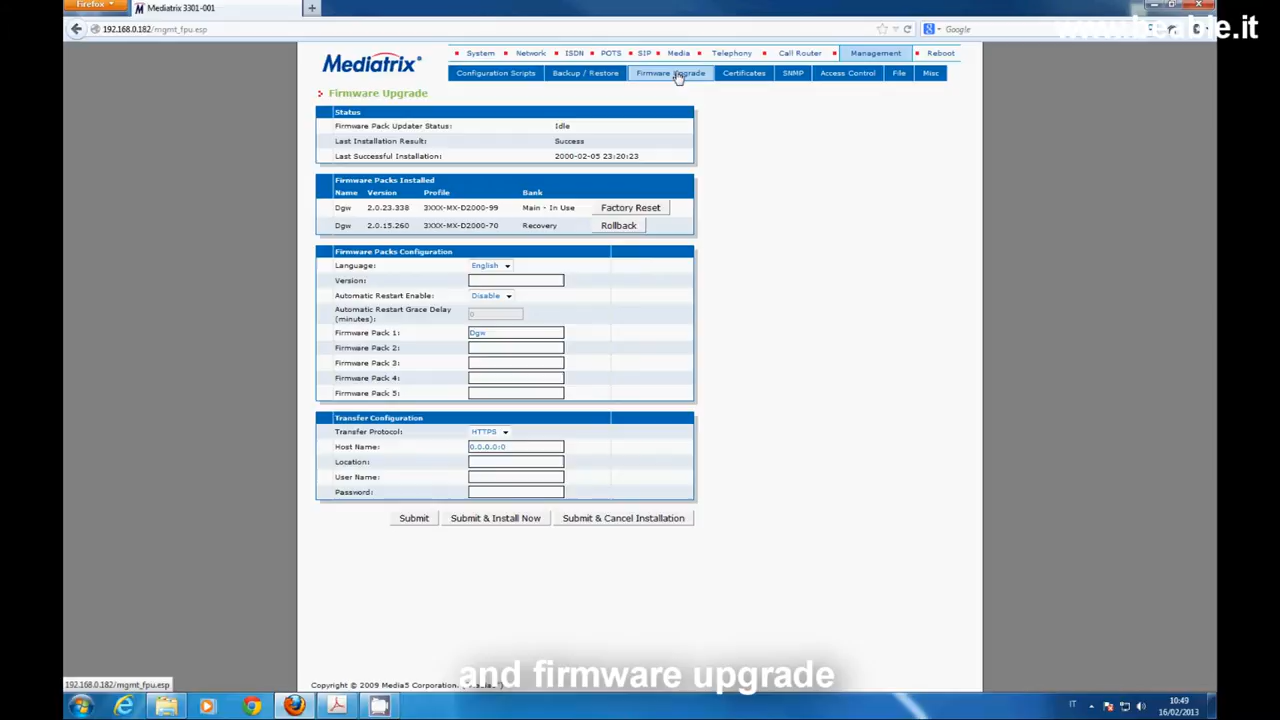 Firefox
Mediatrix 3301-001
192.168.0.182/mgmt_fpu.esp
Google
www.beable.it
Mediatrix
System Network ISDN POTS SIP Media Telephony Call Router Management Reboot
Configuration Scripts Backup / Restore Firmware Upgrade Certificates SNMP Access Control File Misc
Firmware Upgrade
Status
Firmware Pack Updater Status: Idle
Last Installation Result: Success
Last Successful Installation: 2000-02-05 23:20:23
Firmware Packs Installed
Name Version Profile Bank
Dgw 2.0.23.338 3XXX-MX-D2000-99 Main - In Use Factory Reset
Dgw 2.0.15.260 3XXX-MX-D2000-70 Recovery Rollback
Firmware Packs Configuration
Language: English
Version:
Automatic Restart Enable: Disable
Automatic Restart Grace Delay (minutes): 0
Firmware Pack 1: Dgw
Firmware Pack 2:
Firmware Pack 3:
Firmware Pack 4:
Firmware Pack 5:
Transfer Configuration
Transfer Protocol: HTTPS
Host Name: 0.0.0.0:0
Location:
User Name:
Password:
Submit Submit & Install Now Submit & Cancel Installation
and firmware upgrade
Copyright © 2009 Media5 Corporation.
192.168.0.182/mgmt_fpu.esp
IT 10:49
16/02/2013